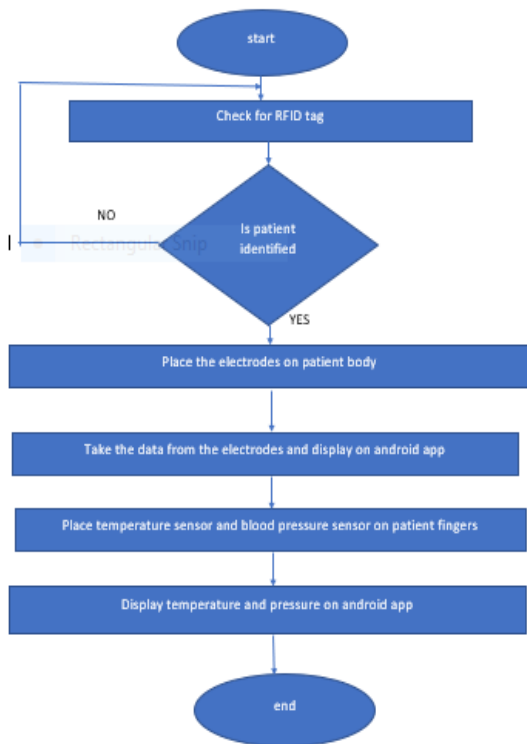 start
Check for RFID tag
Is patient
identified
NO
Rectangular Snip
YES
Place the electrodes on patient body
Take the data from the electrodes and display on android app
Place temperature sensor and blood pressure sensor on patient fingers
Display temperature and pressure on android app
end